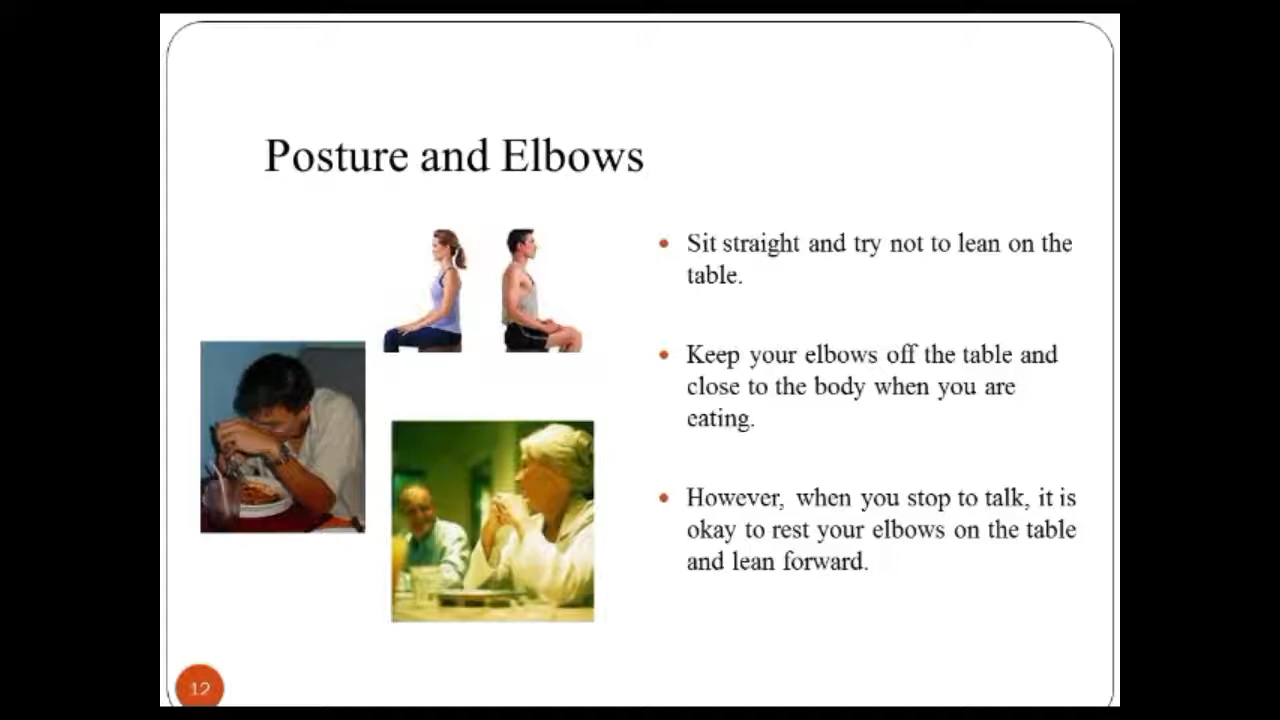 Posture and Elbows
Sit straight and try not to lean on the
table.
Keep your elbows off the table and
close to the body when you are
eating.
However, when you stop to talk, it is
okay to rest your elbows on the table
and lean forward.
12